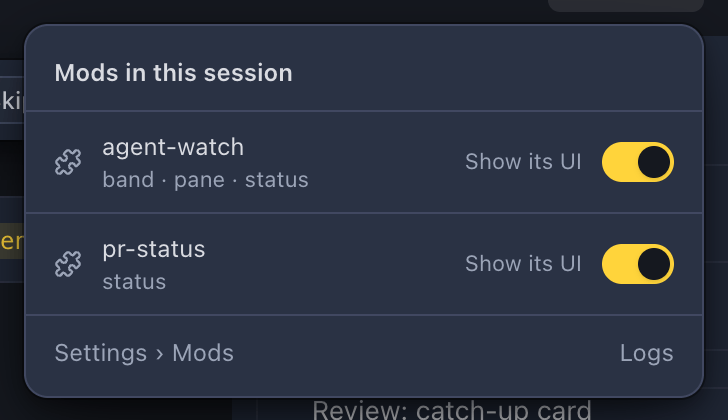 Mods in this session
agent-watch
Show its UI
band · pane · status
pr-status
Show its UI
status
Settings › Mods
Logs
Review: catch-up card